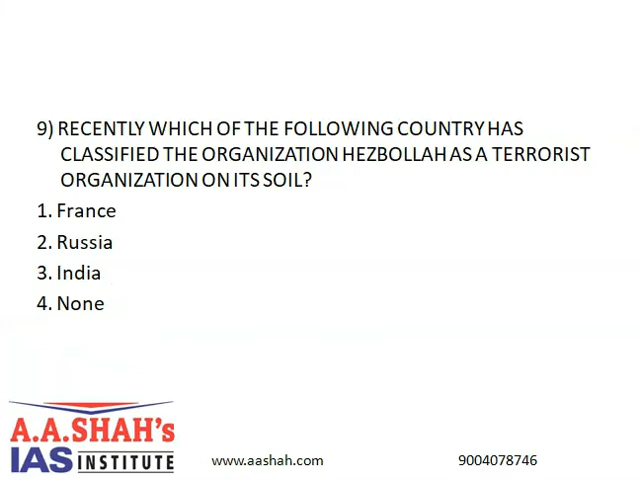 9) RECENTLY WHICH OF THE FOLLOWING COUNTRY HAS
CLASSIFIED THE ORGANIZATION HEZBOLLAH AS A TERRORIST
ORGANIZATION ON ITS SOIL?
1. France
2. Russia
3. India
4. None
A.A.SHAH's
IAS INSTITUTE
www.aashah.com 9004078746